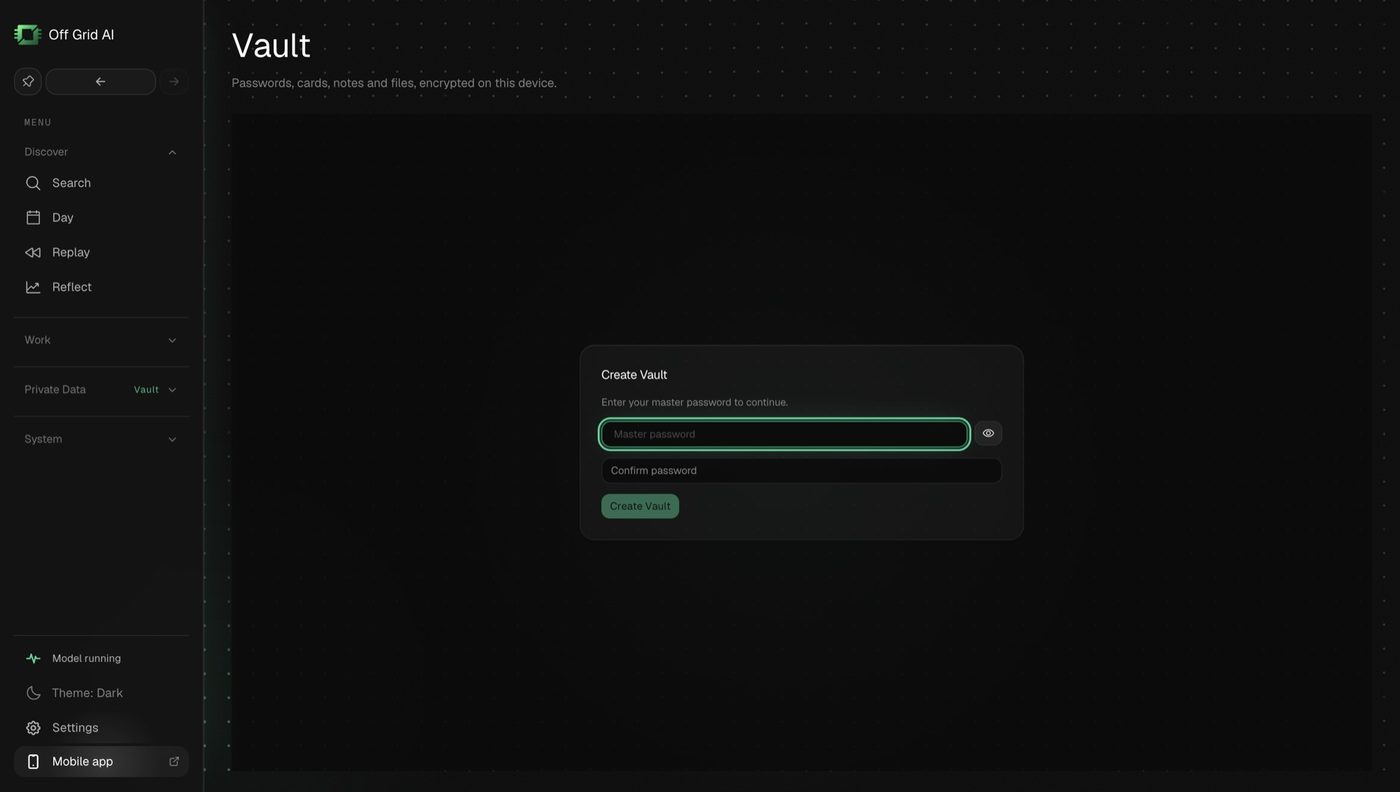 Off Grid AI
MENU
Discover
Search
Day
Replay
Reflect
Work
Private Data Vault
System
Model running
Theme: Dark
Settings
Mobile app
Vault
Passwords, cards, notes and files, encrypted on this device.
Create Vault
Enter your master password to continue.
Master password
Confirm password
Create Vault